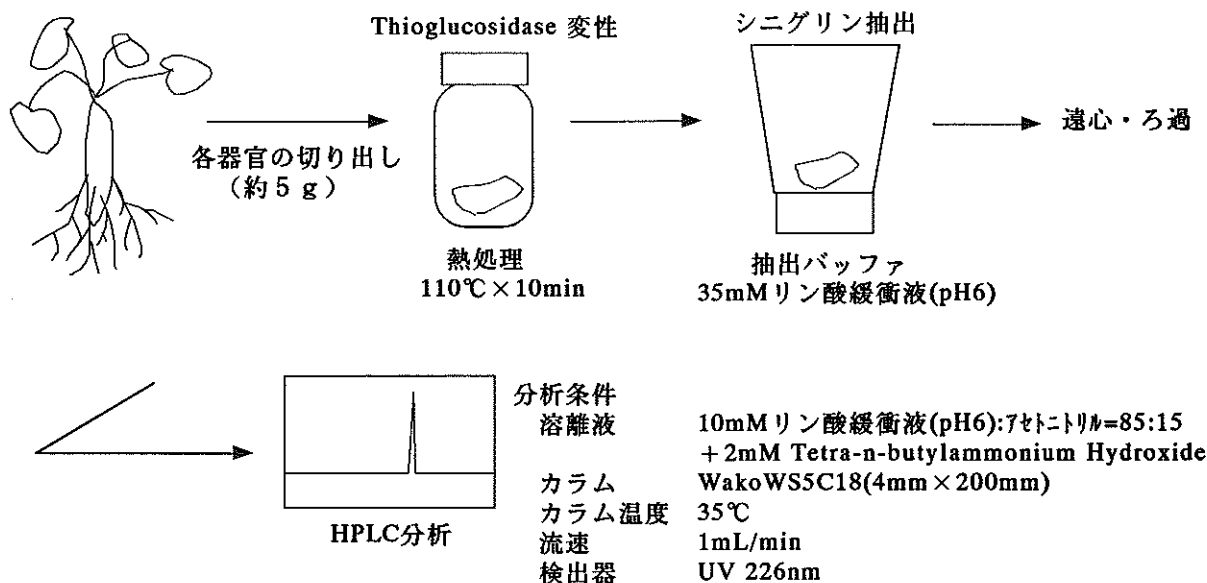 Thioglucosidase 変性
シニグリン抽出
各器官の切り出し
（約５ｇ）
遠心・ろ過
熱処理
110℃×10min
抽出バッファ
35mMリン酸緩衝液(pH6)
HPLC分析
分析条件
溶離液 10mMリン酸緩衝液(pH6):ｱｾﾄﾆﾄﾘﾙ=85:15
＋2mM Tetra-n-butylammonium Hydroxide
カラム WakoWS5C18(4mm×200mm)
カラム温度 35℃
流速 1mL/min
検出器 UV 226nm